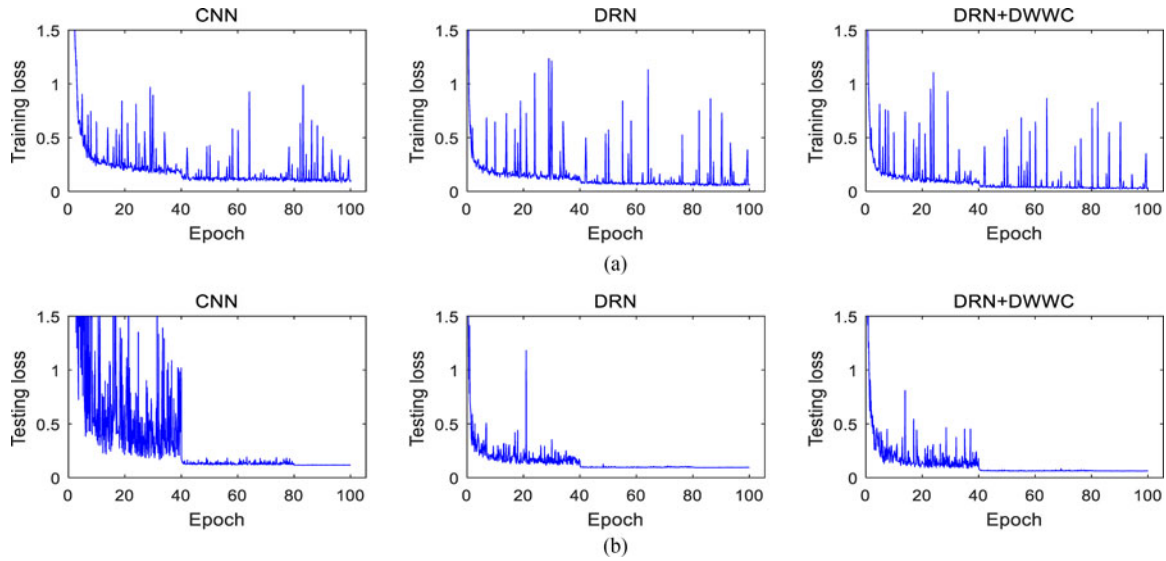 CNN DRN DRN+DWWC
Training loss Training loss Training loss
1.5 1.5 1.5
1 1 1
0.5 0.5 0.5
0 0 0
0 20 40 60 80 100 0 20 40 60 80 100 0 20 40 60 80 100
Epoch Epoch Epoch
(a)
CNN DRN DRN+DWWC
Testing loss Testing loss Testing loss
1.5 1.5 1.5
1 1 1
0.5 0.5 0.5
0 0 0
0 20 40 60 80 100 0 20 40 60 80 100 0 20 40 60 80 100
Epoch Epoch Epoch
(b)